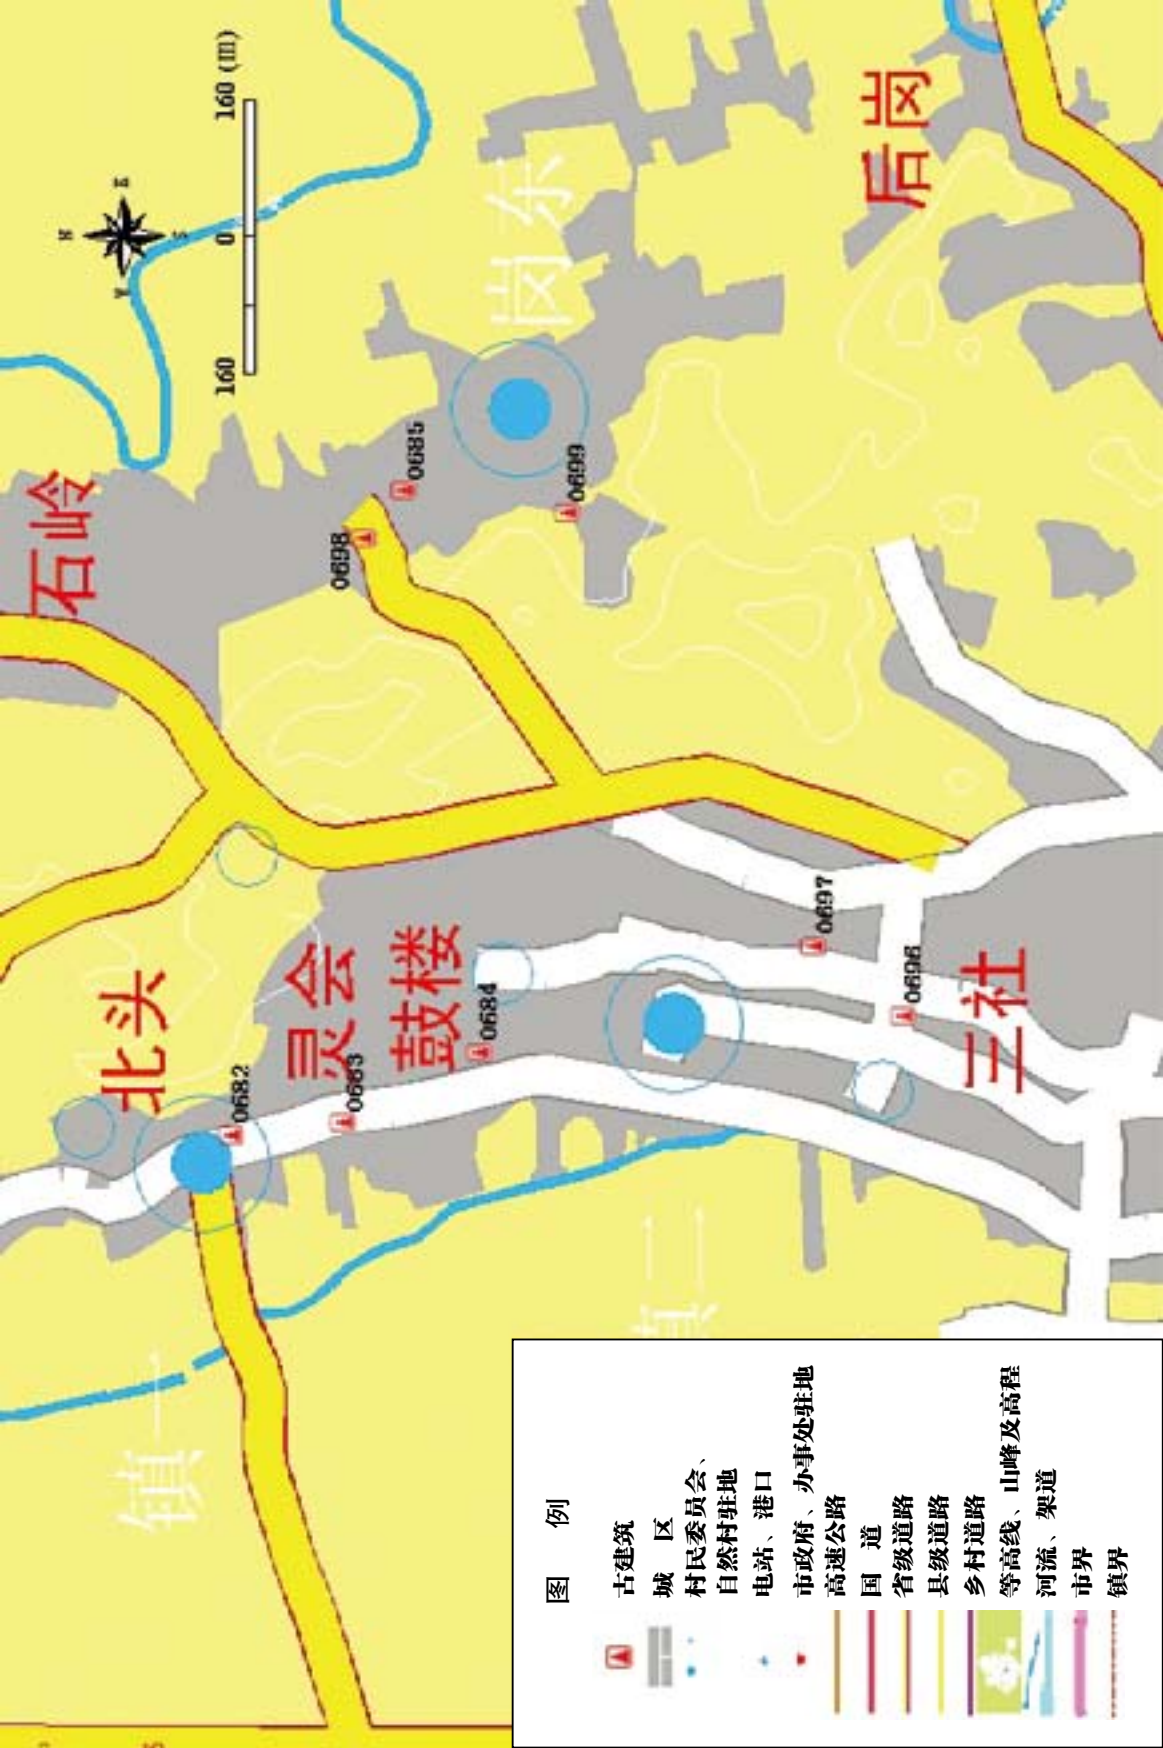 160 0 160 (m)
N
E
S
W
石岭
北头
灵会
鼓楼
三社
后岗
岗东
镇一
镇二
0682
0683
0684
0685
0696
0697
0698
0699
图 例
古建筑
城 区
村民委员会、
自然村驻地
电站、港口
市政府、办事处驻地
高速公路
国 道
省级道路
县级道路
乡村道路
等高线、山峰及高程
河流、架道
市界
镇界